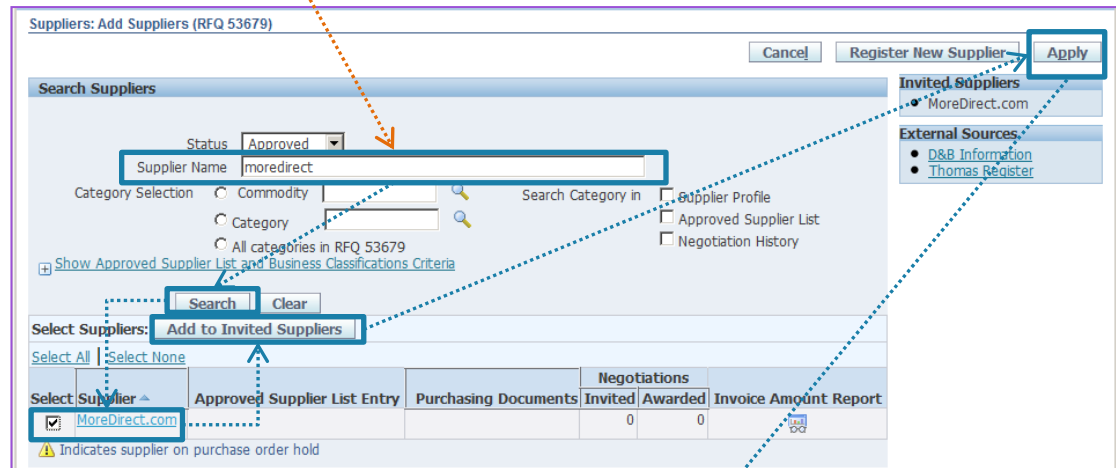 Suppliers: Add Suppliers (RFQ 53679)
Cancel Register New Supplier Apply
Search Suppliers
Status Approved
Supplier Name moredirect
Category Selection Commodity
Category
All categories in RFQ 53679
Search Category in Supplier Profile
Approved Supplier List
Negotiation History
Show Approved Supplier List and Business Classifications Criteria
Search Clear
Invited Suppliers
MoreDirect.com
External Sources
D&B Information
Thomas Register
Select Suppliers: Add to Invited Suppliers
Select All | Select None
Negotiations
Select Supplier Approved Supplier List Entry Purchasing Documents Invited Awarded Invoice Amount Report
MoreDirect.com 0 0
Indicates supplier on purchase order hold